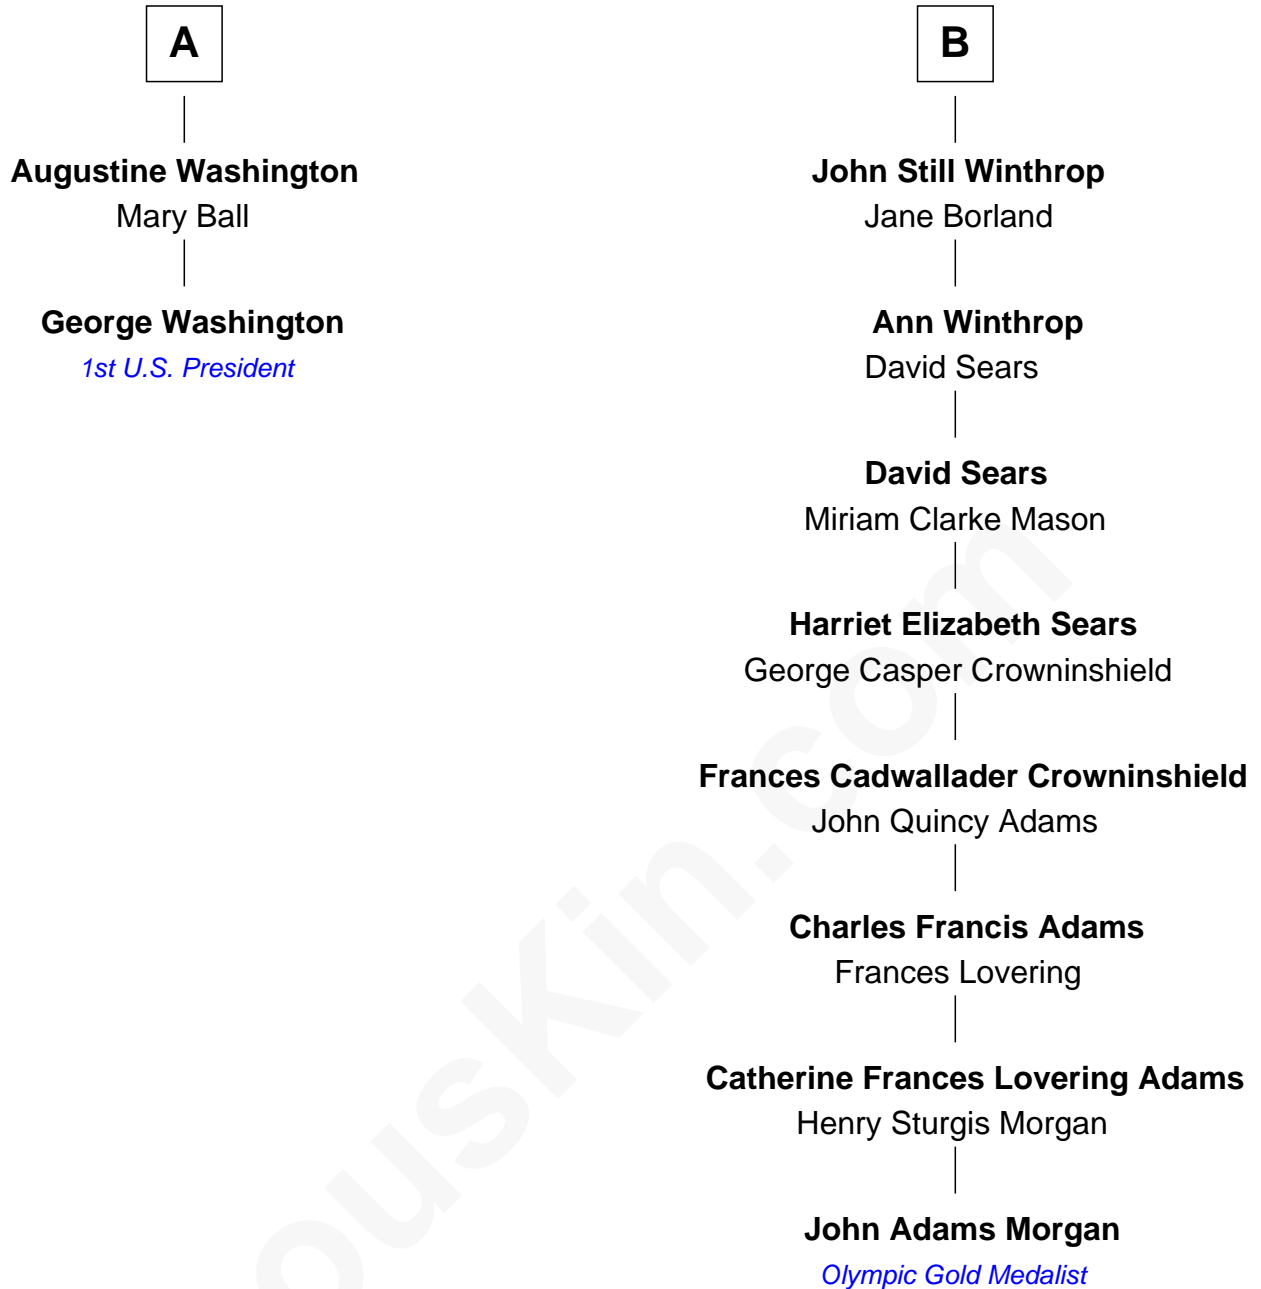 A
Augustine Washington
Mary Ball
George Washington
1st U.S. President
B
John Still Winthrop
Jane Borland
Ann Winthrop
David Sears
David Sears
Miriam Clarke Mason
Harriet Elizabeth Sears
George Casper Crowninshield
Frances Cadwallader Crowninshield
John Quincy Adams
Charles Francis Adams
Frances Lovering
Catherine Frances Lovering Adams
Henry Sturgis Morgan
John Adams Morgan
Olympic Gold Medalist
ousKin.com